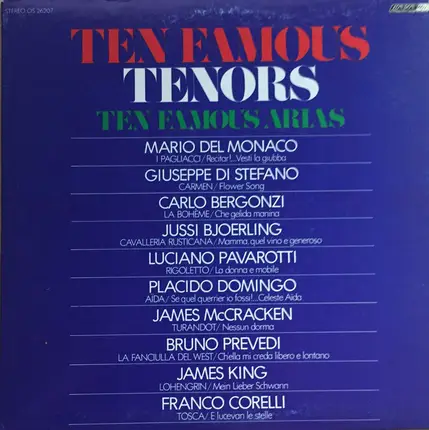 STEREO OS 26207
LONDON
TEN FAMOUS
TENORS
TEN FAMOUS ARIAS
MARIO DEL MONACO
I PAGLIACCI/Recitar!...Vesti la giubba
GIUSEPPE DI STEFANO
CARMEN/Flower Song
CARLO BERGONZI
LA BOHÈME/Che gelida manina
JUSSI BJOERLING
CAVALLERIA RUSTICANA/Mamma, quel vino e generoso
LUCIANO PAVAROTTI
RIGOLETTO/La donna e mobile
PLACIDO DOMINGO
AÏDA/Se quel guerrier io fossi!...Celeste Aïda
JAMES McCRACKEN
TURANDOT/Nessun dorma
BRUNO PREVEDI
LA FANCIULLA DEL WEST/Ch'ella mi creda libero e lontano
JAMES KING
LOHENGRIN/Mein Lieber Schwann
FRANCO CORELLI
TOSCA/E lucevan le stelle